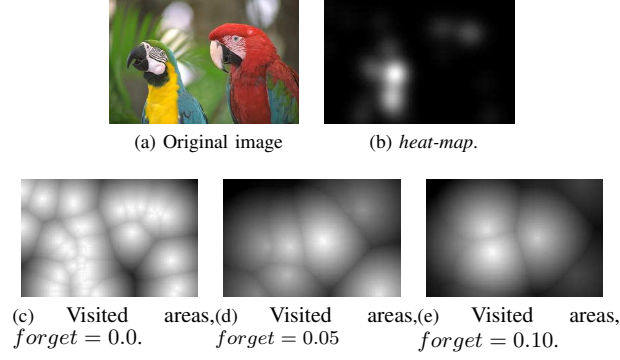 (a) Original image
(b) heat-map.
(c) Visited areas,
forget = 0.0.
(d) Visited areas,
forget = 0.05
(e) Visited areas,
forget = 0.10.